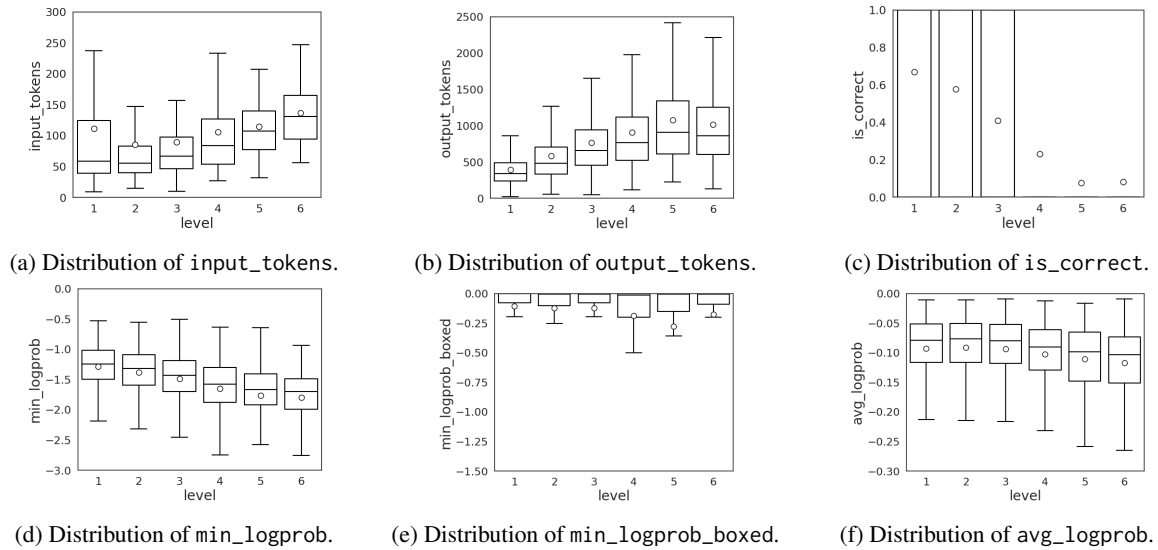 300
250
200
150
100
50
0
input_tokens
1 2 3 4 5 6
level
(a) Distribution of input_tokens.
2500
2000
1500
1000
500
0
output_tokens
1 2 3 4 5 6
level
(b) Distribution of output_tokens.
1.0
0.8
0.6
0.4
0.2
0.0
is_correct
1 2 3 4 5 6
level
(c) Distribution of is_correct.
0.0
−0.5
−1.0
−1.5
−2.0
−2.5
−3.0
min_logprob
1 2 3 4 5 6
level
(d) Distribution of min_logprob.
0.00
−0.25
−0.50
−0.75
−1.00
−1.25
−1.50
min_logprob_boxed
1 2 3 4 5 6
level
(e) Distribution of min_logprob_boxed.
0.00
−0.05
−0.10
−0.15
−0.20
−0.25
−0.30
avg_logprob
1 2 3 4 5 6
level
(f) Distribution of avg_logprob.